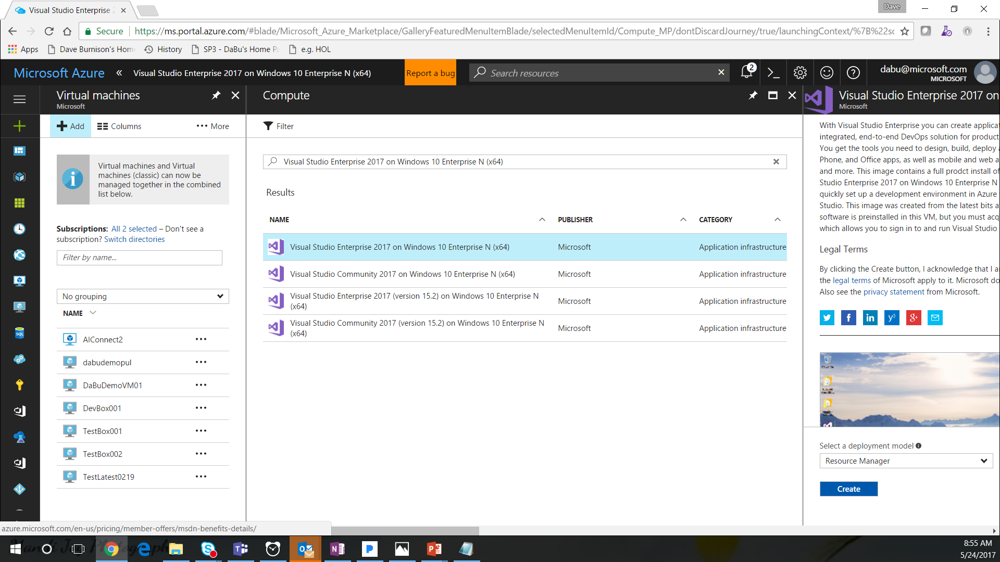 Visual Studio Enterprise 2
Dave
Secure
https://ms.portal.azure.com/#blade/Microsoft_Azure_Marketplace/GalleryFeaturedMenuItemBlade/selectedMenuItemId/Compute_MP/dontDiscardJourney/true/launchingContext/%7B%22sc
Apps
Dave Burnison's Hom
History
SP3 - DaBu's Home Pa
e.g. HOL
Microsoft Azure
Visual Studio Enterprise 2017 on Windows 10 Enterprise N (x64)
Report a bug
Search resources
2
dabu@microsoft.com
MICROSOFT
Virtual machines
Microsoft
Add
Columns
More
Virtual machines and Virtual
machines (classic) can now be
managed together in the combined
list below.
Subscriptions: All 2 selected – Don't see a
subscription? Switch directories
Filter by name...
No grouping
NAME
AIConnect2
dabudemopul
DaBuDemoVM01
DevBox001
TestBox001
TestBox002
TestLatest0219
Compute
Filter
Visual Studio Enterprise 2017 on Windows 10 Enterprise N (x64)
Results
NAME PUBLISHER CATEGORY
Visual Studio Enterprise 2017 on Windows 10 Enterprise N (x64) Microsoft Application infrastructure
Visual Studio Community 2017 on Windows 10 Enterprise N (x64) Microsoft Application infrastructure
Visual Studio Enterprise 2017 (version 15.2) on Windows 10 Enterprise N
(x64) Microsoft Application infrastructure
Visual Studio Community 2017 (version 15.2) on Windows 10 Enterprise N
(x64) Microsoft Application infrastructure
Visual Studio Enterprise 2017 on
Microsoft
With Visual Studio Enterprise you can create applicat
integrated, end-to-end DevOps solution for product
You get the tools you need to design, build, deploy a
Phone, and Office apps, as well as mobile and web a
and more. This image contains a full prodct install of
Studio Enterprise 2017 on Windows 10 Enterprise N
quickly set up a development environment in Azure
Studio. This image was created from the latest bits a
software is preinstalled in this VM, but you must acq
which allows you to sign in to and run Visual Studio
Legal Terms
By clicking the Create button, I acknowledge that I a
the legal terms of Microsoft apply to it. Microsoft do
Also see the privacy statement from Microsoft.
Select a deployment model
Resource Manager
Create
azure.microsoft.com/en-us/pricing/member-offers/msdn-benefits-details/
8:55 AM
5/24/2017